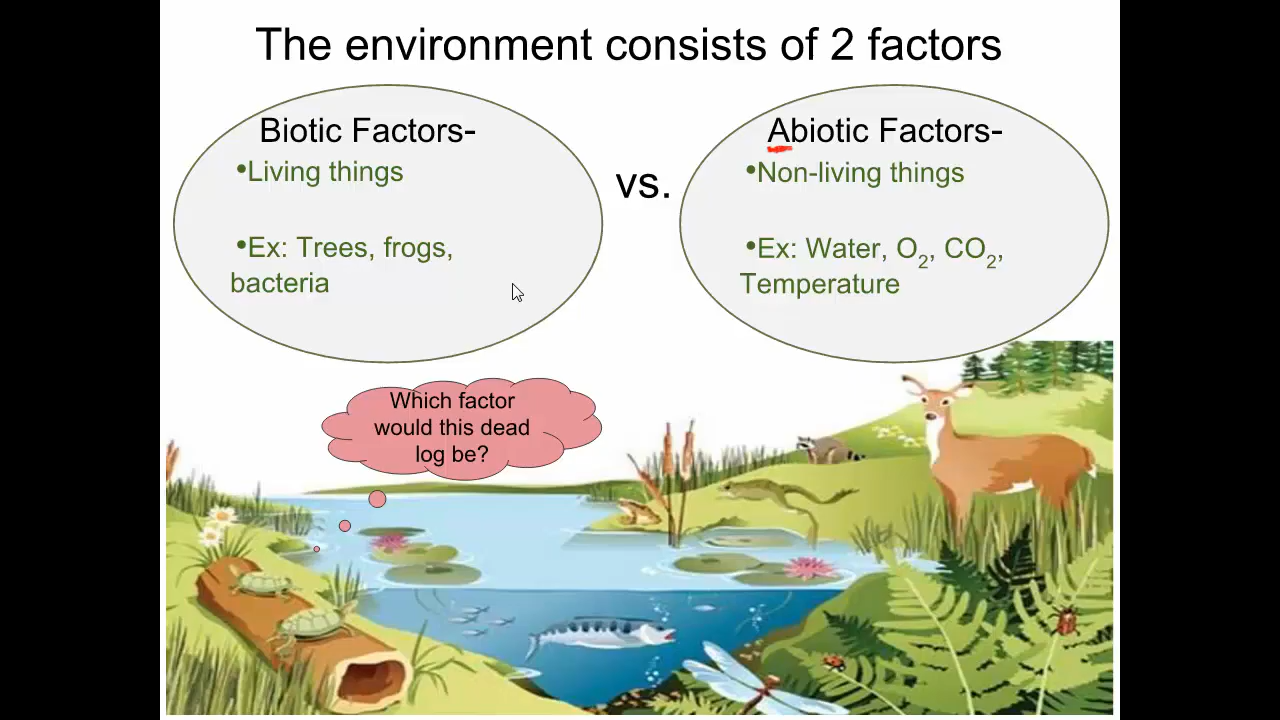 The environment consists of 2 factors
Biotic Factors-
•Living things
•Ex: Trees, frogs,
bacteria
vs.
Abiotic Factors-
•Non-living things
•Ex: Water, O₂, CO₂,
Temperature
Which factor
would this dead
log be?